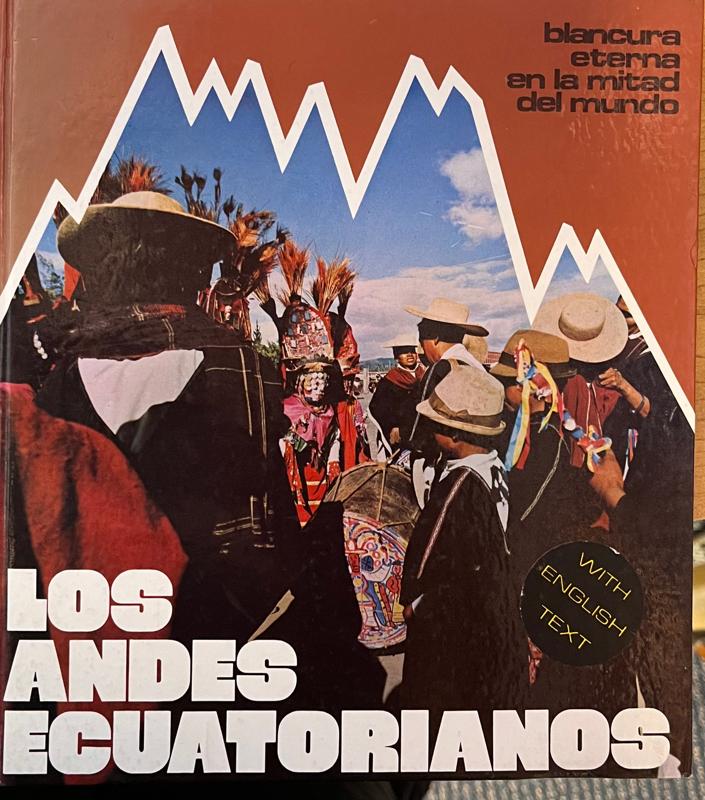 blancura
eterna
en la mitad
del mundo
WITH
ENGLISH
TEXT
LOS
ANDES
ECUATORIANOS